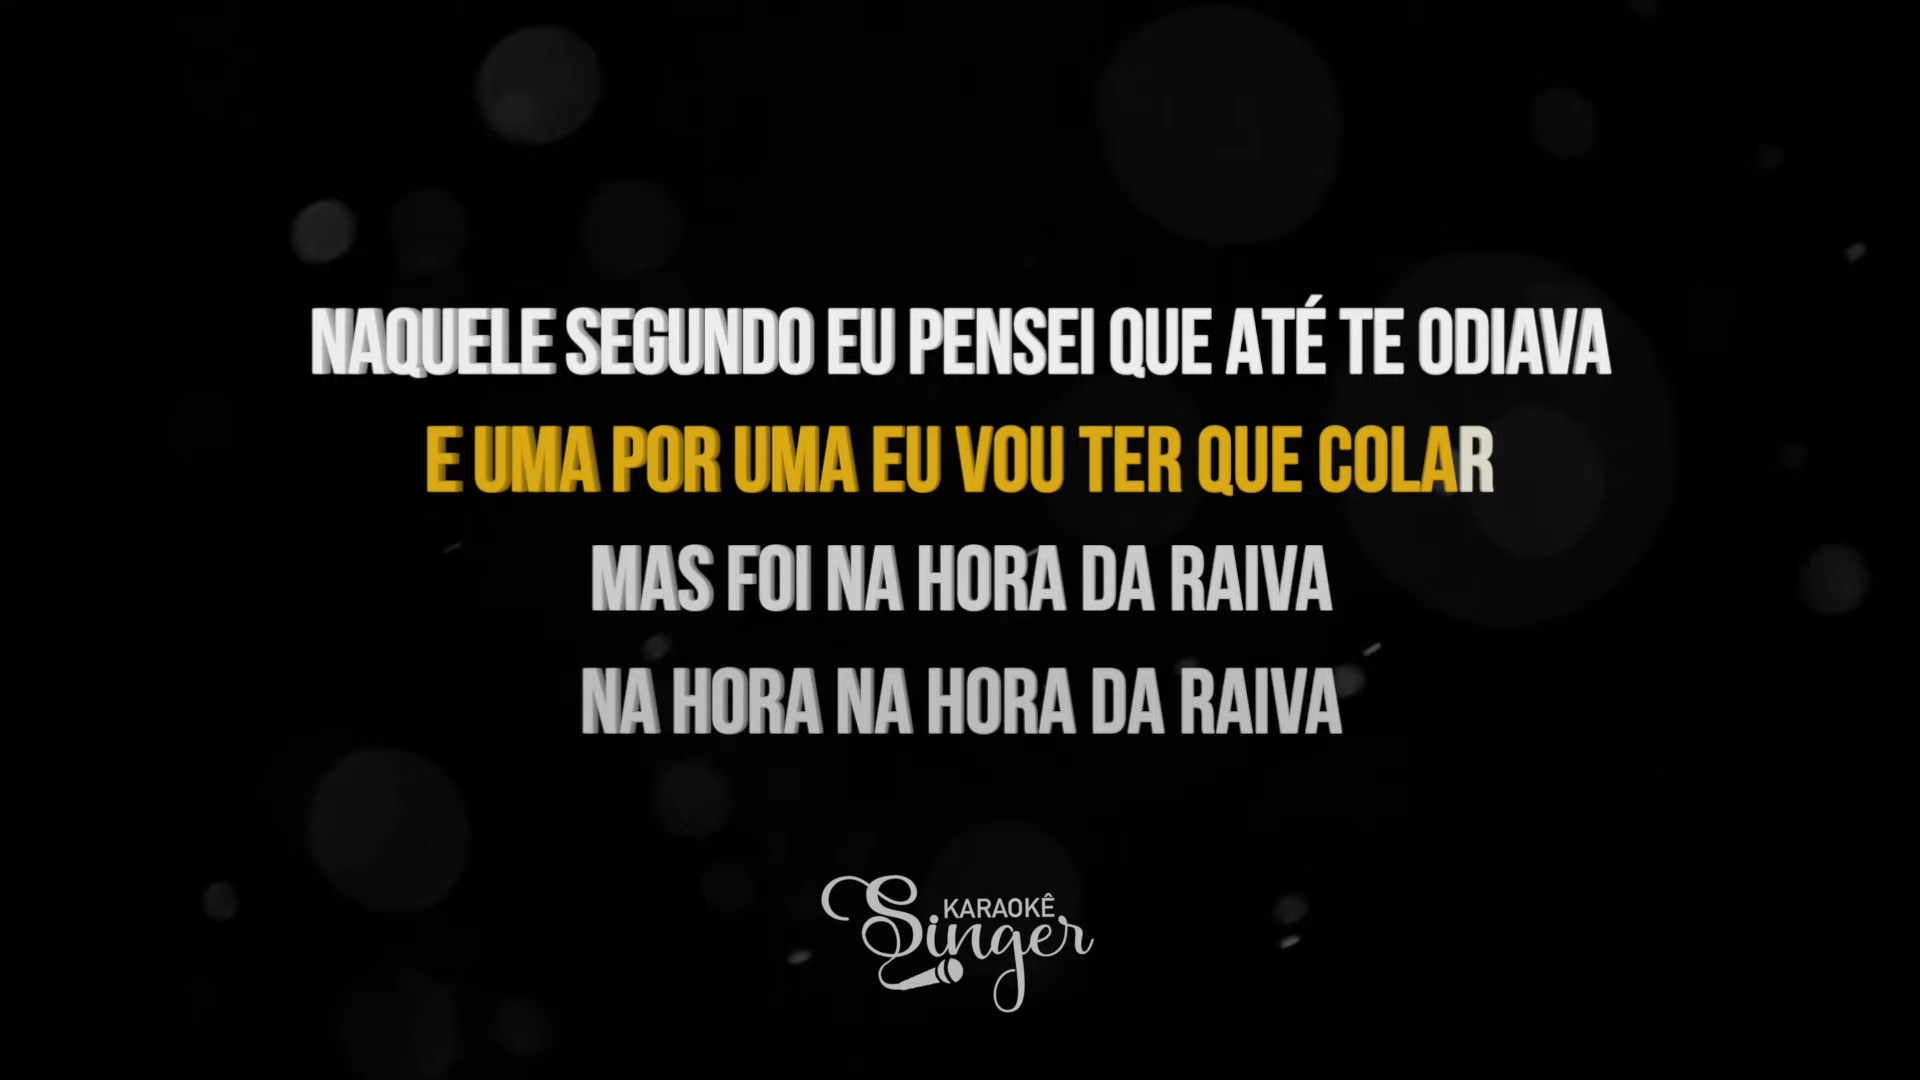 NAQUELE SEGUNDO EU PENSEI QUE ATÉ TE ODIAVA
E UMA POR UMA EU VOU TER QUE COLAR
MAS FOI NA HORA DA RAIVA
NA HORA NA HORA DA RAIVA
KARAOKÊ
Singer